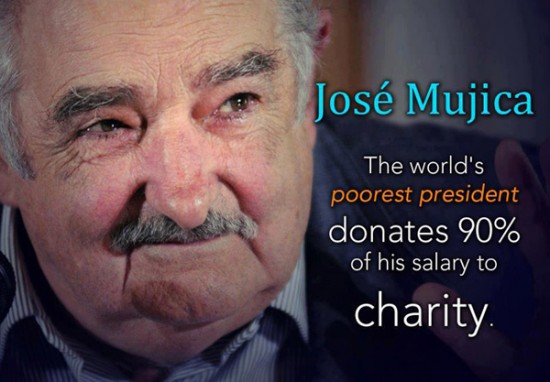 José Mujica
The world's
poorest president
donates 90%
of his salary to
charity.